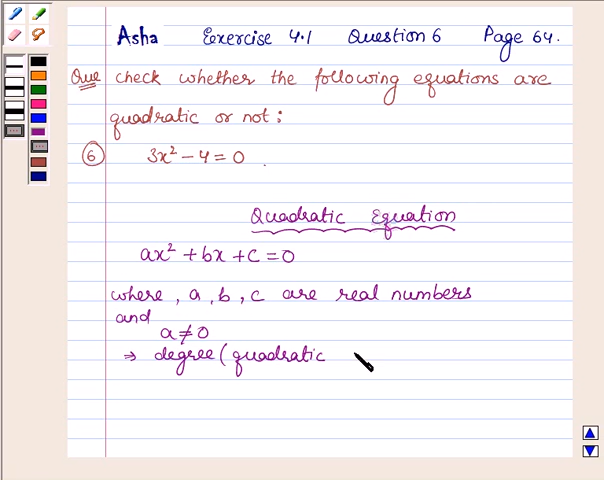 Asha Exercise 4.1 Question 6 Page 64.
Que check whether the following equations are
quadratic or not:
6 3x² - 4 = 0 .
Quadratic Equation
ax² + bx + c = 0
where, a, b, c are real numbers
and
a ≠ 0
⇒ degree (quadratic